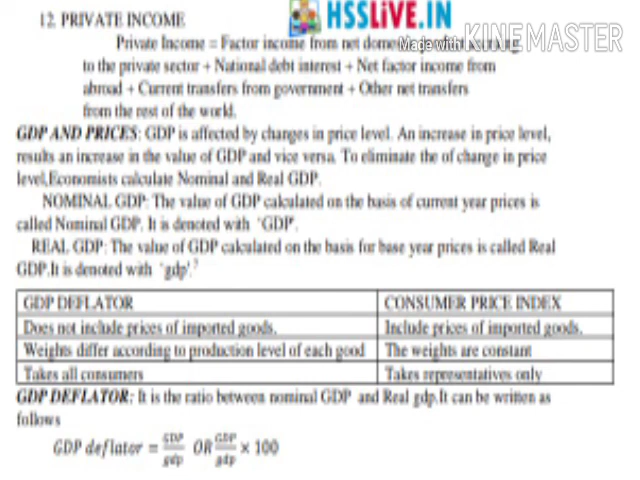 HSSLiVE.IN
12. PRIVATE INCOME
Made with KINEMASTER
Private Income = Factor income from net domestic
to the private sector + National debt interest + Net factor income from
abroad + Current transfers from government + Other net transfers
from the rest of the world.
GDP AND PRICES: GDP is affected by changes in price level. An increase in price level,
results an increase in the value of GDP and vice versa. To eliminate the of change in price
level,Economists calculate Nominal and Real GDP.
NOMINAL GDP: The value of GDP calculated on the basis of current year prices is
called Nominal GDP. It is denoted with ‘GDP’.
REAL GDP: The value of GDP calculated on the basis for base year prices is called Real
GDP.It is denoted with ‘gdp’.?
GDP DEFLATOR CONSUMER PRICE INDEX
Does not include prices of imported goods. Include prices of imported goods.
Weights differ according to production level of each good The weights are constant
Takes all consumers Takes representatives only
GDP DEFLATOR: It is the ratio between nominal GDP and Real gdp.It can be written as
follows
GDP deflator = GDP/gdp OR GDP/gdp × 100